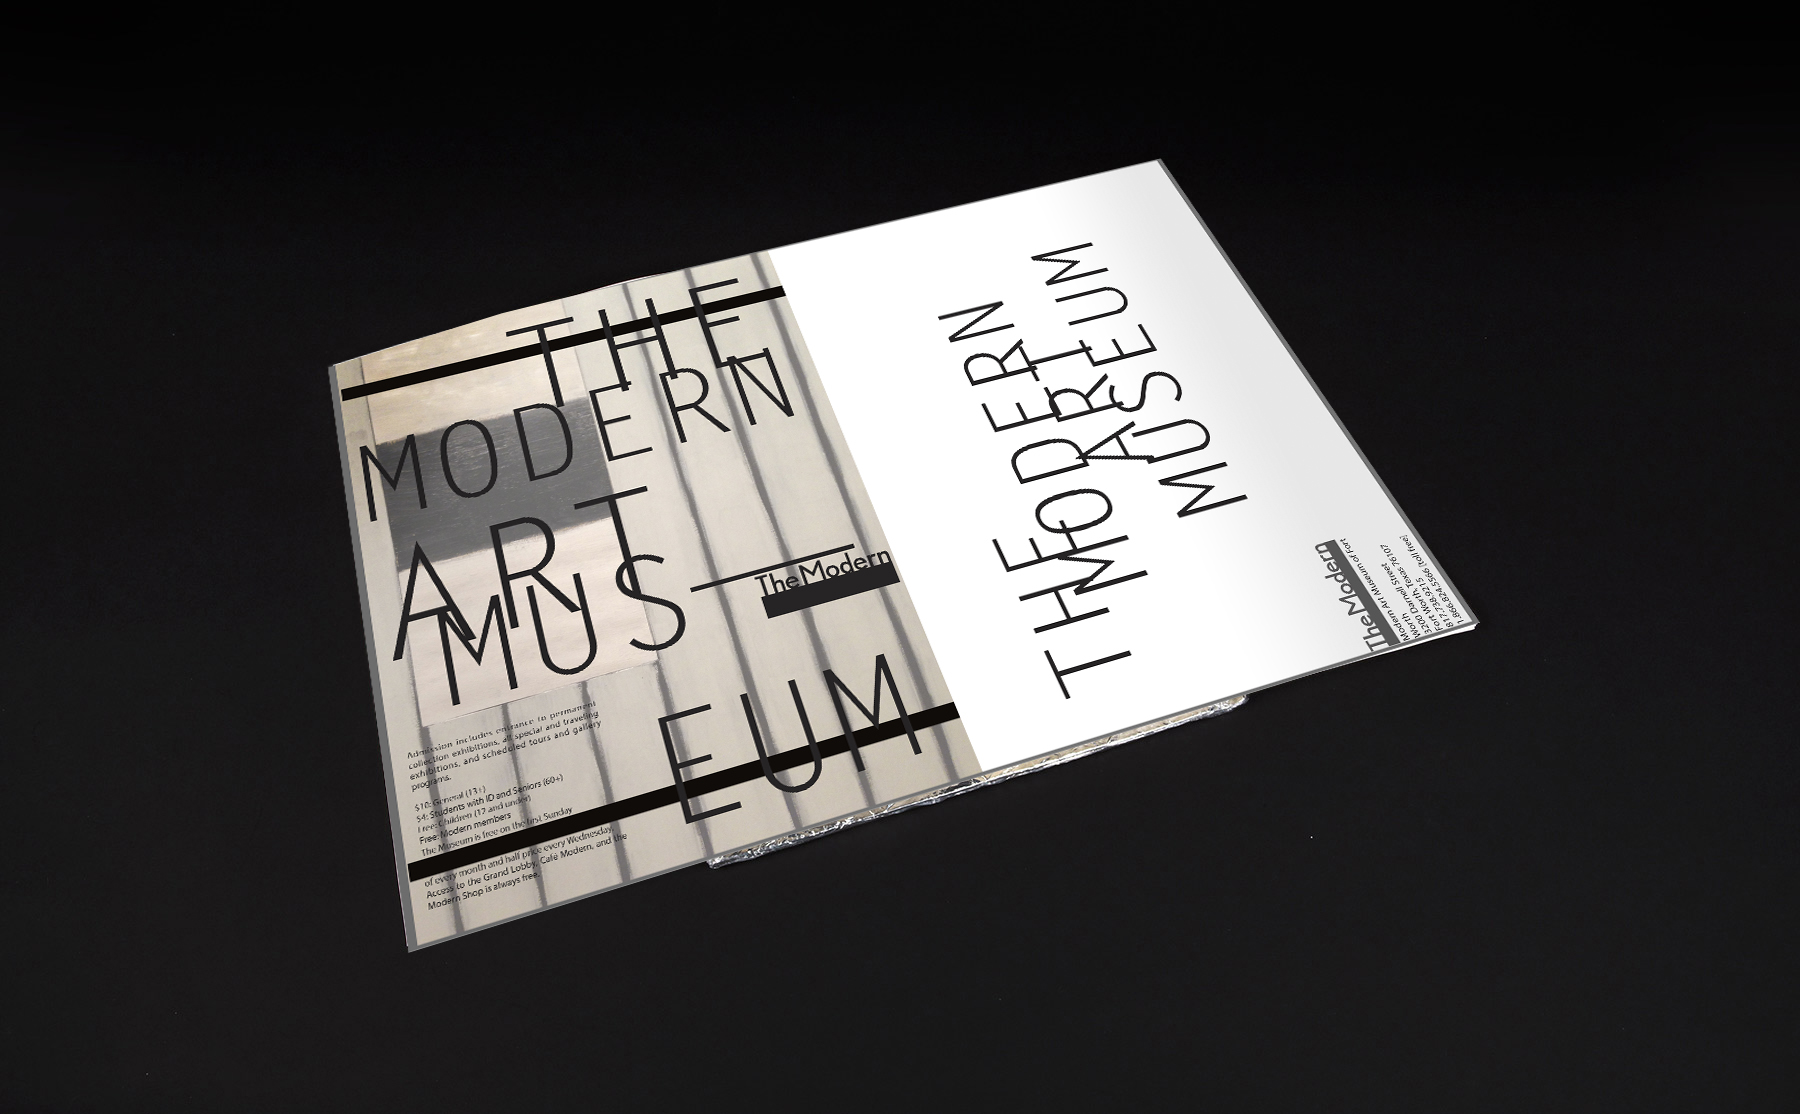 THE
MODERN
ART
MUS
EUM
The Modern
Admission includes entrance to permanent
collection exhibitions, all special and traveling
exhibitions, and scheduled tours and gallery
programs.
$10: General (13+)
$4: Students with ID and Seniors (60+)
Free: Children (12 and under)
Free: Modern members
The Museum is free on the first Sunday
of every month and half price every Wednesday.
Access to the Grand Lobby, Café Modern, and the
Modern Shop is always free.
THE
MODERN
ART
MUSEUM
The Modern
Modern Art Museum of Fort
Worth
3200 Darnell Street
Fort Worth, Texas 76107
817.738.9215
1.866.824.5566 (toll free)